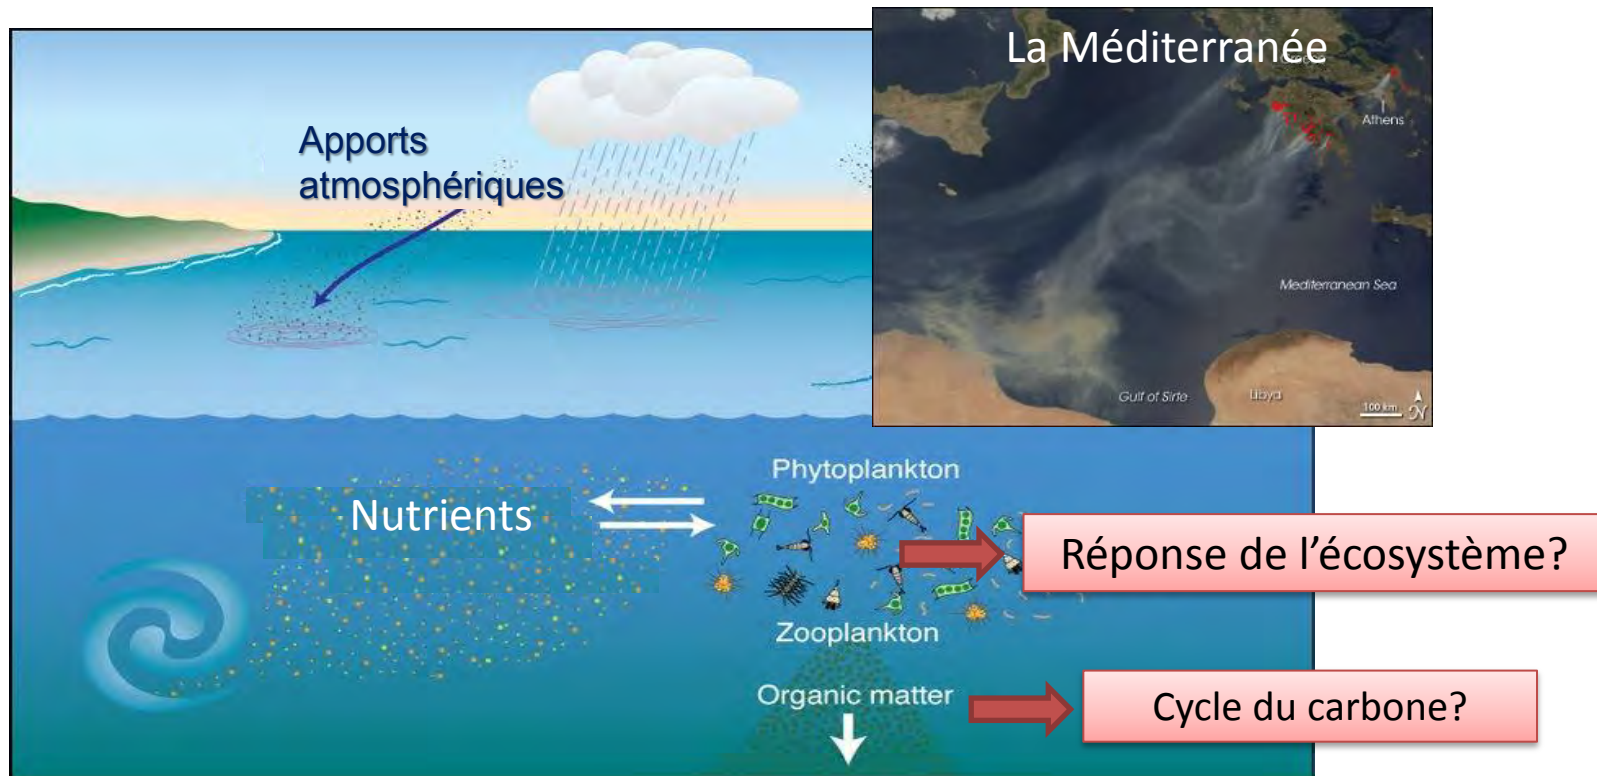 La Méditerranée
Greece
Athens
Mediterranean Sea
Gulf of Sirte
Libya
100 km
N
Apports
atmosphériques
Phytoplankton
Nutrients
Réponse de l’écosystème?
Zooplankton
Organic matter
Cycle du carbone?